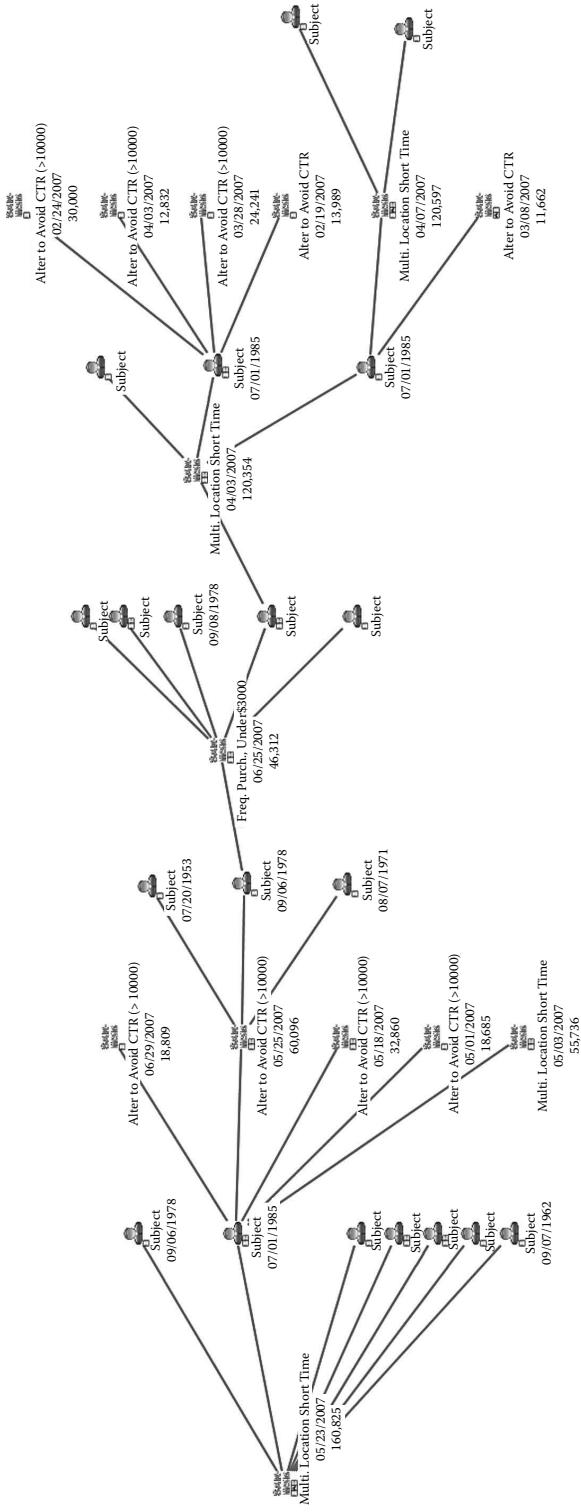 Multi. Location Short Time
05/23/2007
160,825
Subject
09/06/1978
Subject
07/01/1985
Subject
Subject
Subject
Subject
Subject
09/07/1962
Alter to Avoid CTR (> 10000)
06/29/2007
18,809
Alter to Avoid CTR (>10000)
05/25/2007
60,096
Alter to Avoid CTR (>10000)
05/18/2007
32,860
Alter to Avoid CTR (>10000)
05/01/2007
18,685
Multi. Location Short Time
05/03/2007
55,736
Subject
07/20/1953
Subject
09/06/1978
Subject
08/07/1971
Freq. Purch., Under$3000
06/25/2007
46,312
Subject
Subject
Subject
09/08/1978
Subject
Subject
Multi. Location Short Time
04/03/2007
120,354
Subject
Subject
07/01/1985
Subject
07/01/1985
Alter to Avoid CTR (>10000)
02/24/2007
30,000
Alter to Avoid CTR (>10000)
04/03/2007
12,832
Alter to Avoid CTR (>10000)
03/28/2007
24,241
Alter to Avoid CTR
02/19/2007
13,989
Multi. Location Short Time
04/07/2007
120,597
Alter to Avoid CTR
03/08/2007
11,662
Subject
Subject